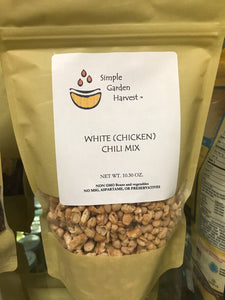 Simple
Garden
Harvest ™
WHITE (CHICKEN)
CHILI MIX
NET WT. 10.30 OZ.
NON GMO Beans and vegetables
NO MSG, ASPARTAME OR PRESERVATIVES